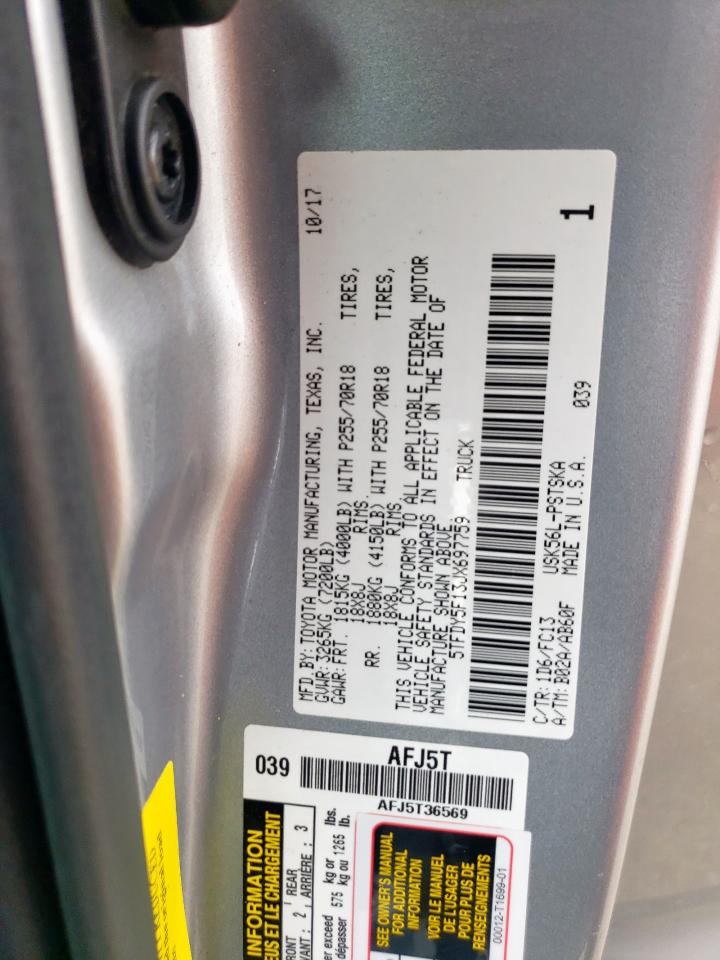 MFD.BY:TOYOTA MOTOR MANUFACTURING, TEXAS, INC. 10/17
GVWR:3265KG(7200LB)
GAWR:FRT. 1815KG (4000LB) WITH P255/70R18 TIRES,
18X8J RIMS,
RR. 1880KG (4150LB) WITH P255/70R18 TIRES,
18X8J RIMS.
THIS VEHICLE CONFORMS TO ALL APPLICABLE FEDERAL MOTOR
VEHICLE SAFETY STANDARDS IN EFFECT ON THE DATE OF
MANUFACTURE SHOWN ABOVE.
5TFDY5F13JX697759 TRUCK
C/TR: 1D6/FC13 USK56L-PSTSKA
A/TM: B02A/AB60F MADE IN U.S.A. 039
1
039
AFJ5T
AFJ5T36569
INFORMATION
ET LE CHARGEMENT
2 REAR
: 2 , ARRIÈRE : 3
exceed 575 kg or lbs.
dépasser kg ou 1265 lb.
SEE OWNER'S MANUAL
FOR ADDITIONAL
INFORMATION
VOIR LE MANUEL
DE L'USAGER
POUR PLUS DE
RENSEIGNEMENTS
00012-T1699-01